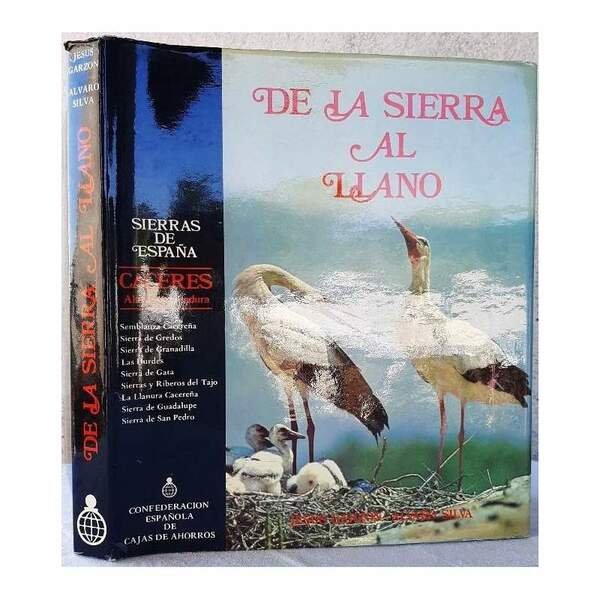 JESUS
GARZON
ALVARO
SILVA
DE LA SIERRA AL LLANO
DE LA SIERRA
AL
LLANO
SIERRAS
DE
ESPAÑA
CACERES
Semblanza Cacereña
Sierra de Gredos
Sierra de Granadilla
Las Hurdes
Sierra de Gata
Sierras y Riberos del Tajo
La Llanura Cacereña
Sierra de Guadalupe
Sierra de San Pedro
CONFEDERACION
ESPAÑOLA
DE
CAJAS DE AHORROS
SILVA